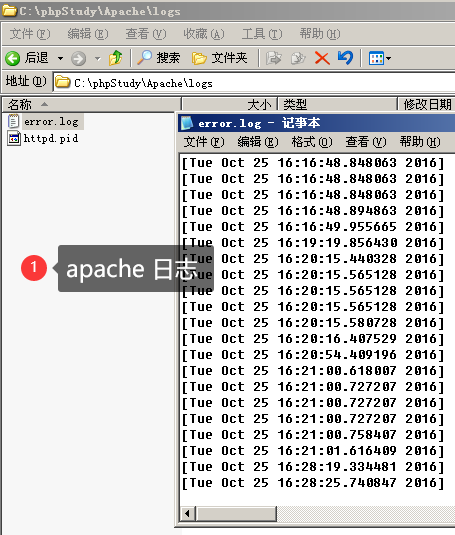 C:\phpStudy\Apache\logs
文件(F) 编辑(E) 查看(V) 收藏(A) 工具(T) 帮助(H)
后退 搜索 文件夹
地址(D) C:\phpStudy\Apache\logs
名称 大小 类型 修改日期
error.log
httpd.pid
error.log - 记事本
文件(F) 编辑(E) 格式(O) 查看(V) 帮助(H)
[Tue Oct 25 16:16:48.848063 2016]
[Tue Oct 25 16:16:48.848063 2016]
[Tue Oct 25 16:16:48.848063 2016]
[Tue Oct 25 16:16:48.894863 2016]
[Tue Oct 25 16:16:49.955665 2016]
[Tue Oct 25 16:19:19.856430 2016]
[Tue Oct 25 16:20:15.440328 2016]
[Tue Oct 25 16:20:15.565128 2016]
[Tue Oct 25 16:20:15.565128 2016]
[Tue Oct 25 16:20:15.565128 2016]
[Tue Oct 25 16:20:15.580728 2016]
[Tue Oct 25 16:20:16.407529 2016]
[Tue Oct 25 16:20:54.409196 2016]
[Tue Oct 25 16:21:00.618007 2016]
[Tue Oct 25 16:21:00.727207 2016]
[Tue Oct 25 16:21:00.727207 2016]
[Tue Oct 25 16:21:00.727207 2016]
[Tue Oct 25 16:21:00.758407 2016]
[Tue Oct 25 16:21:01.616409 2016]
[Tue Oct 25 16:28:19.334481 2016]
[Tue Oct 25 16:28:25.740847 2016]
1 apache 日志